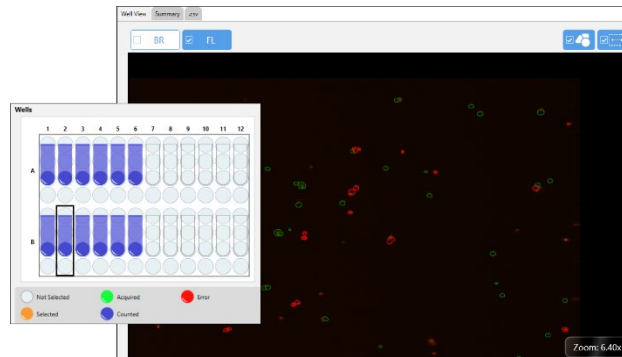 Well View Summary .csv
BR FL
Wells
1 2 3 4 5 6 7 8 9 10 11 12
A
B
Not Selected Acquired Error
Selected Counted
Zoom: 6.40x